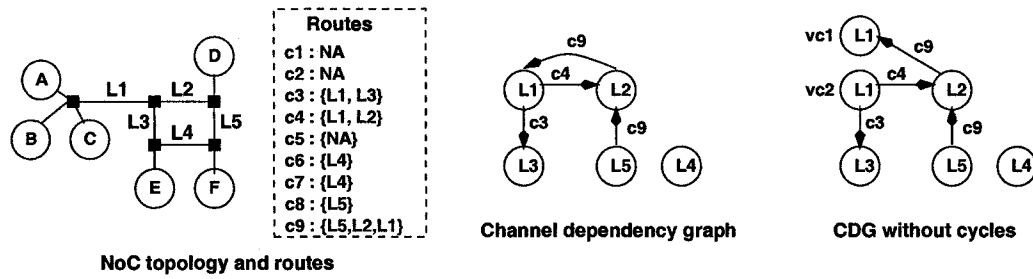 Routes
c1 : NA
c2 : NA
c3 : {L1, L3}
c4 : {L1, L2}
c5 : {NA}
c6 : {L4}
c7 : {L4}
c8 : {L5}
c9 : {L5,L2,L1}
A
B
C
D
E
F
L1
L2
L3
L4
L5
NoC topology and routes
c9
L1
c4
L2
c3
c9
L3
L5
L4
Channel dependency graph
vc1
L1
c9
vc2
L1
c4
L2
c3
c9
L3
L5
L4
CDG without cycles